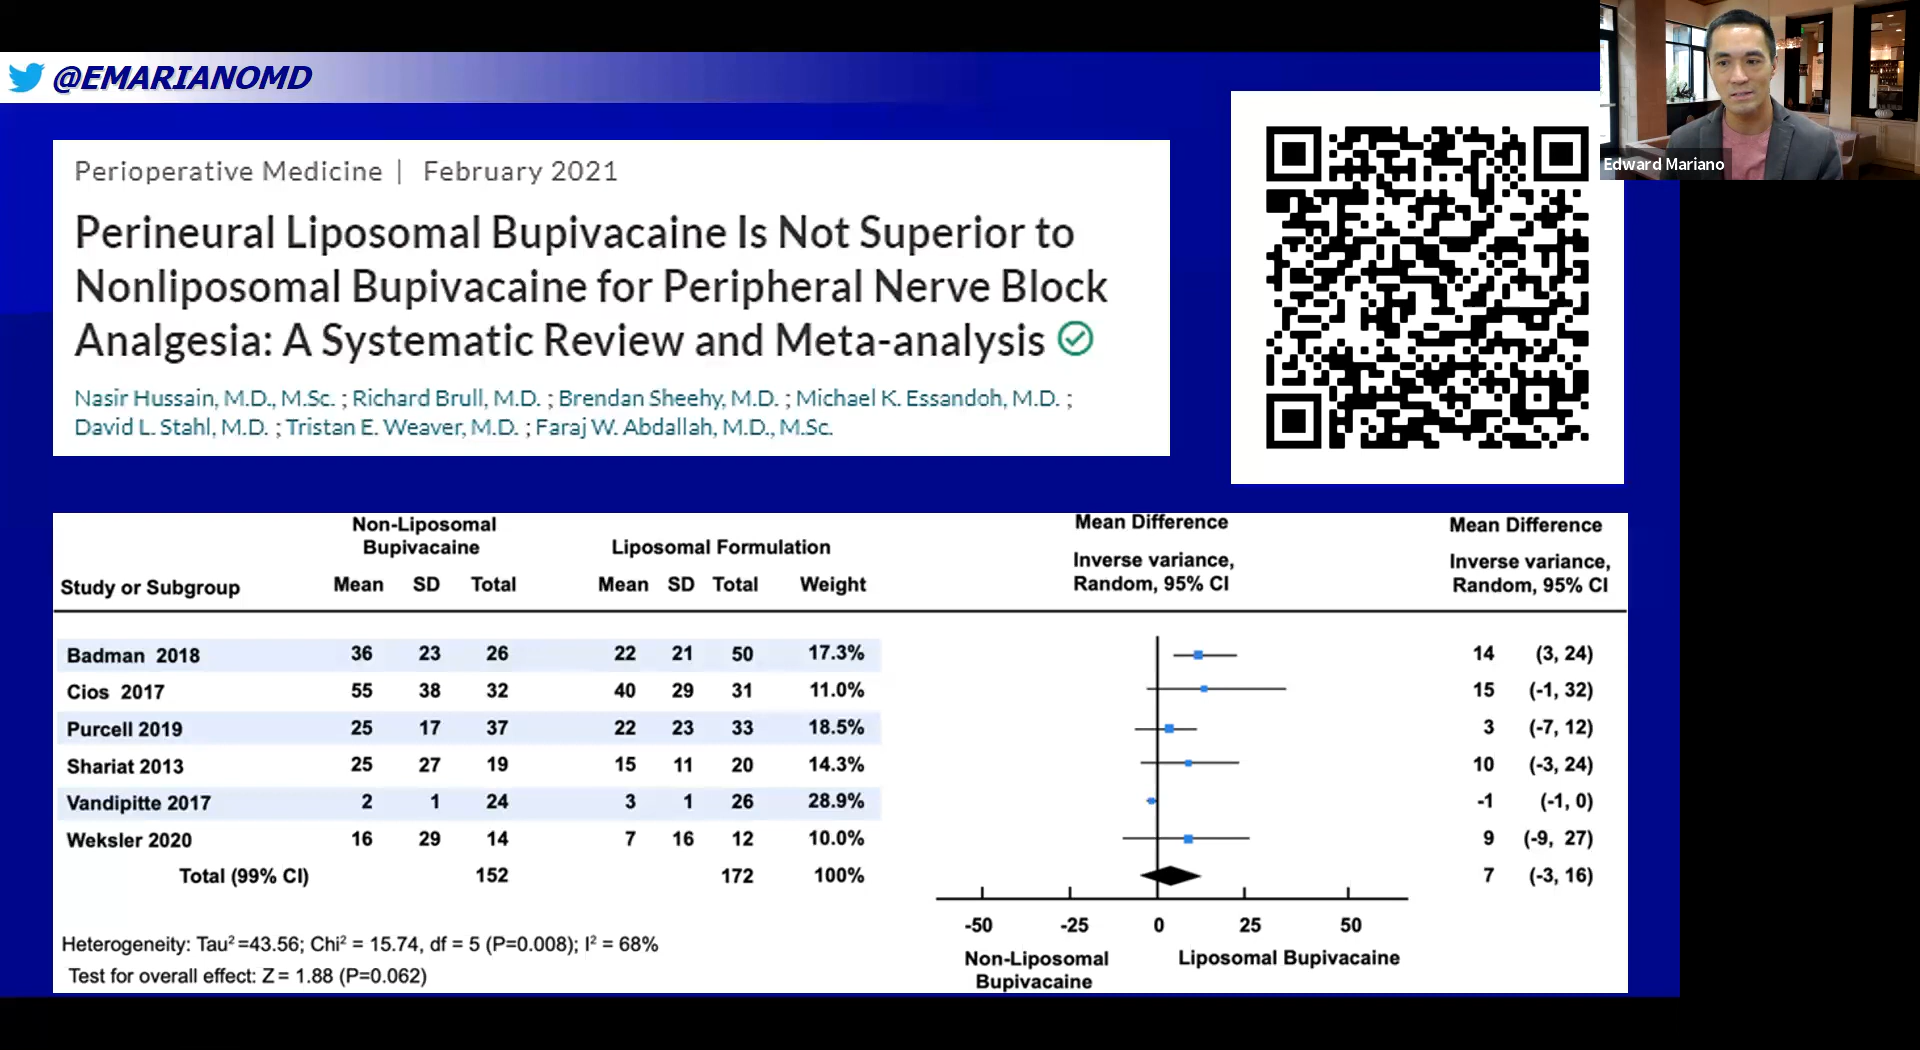 @EMARIANOMD
Edward Mariano
Perioperative Medicine | February 2021
Perineural Liposomal Bupivacaine Is Not Superior to
Nonliposomal Bupivacaine for Peripheral Nerve Block
Analgesia: A Systematic Review and Meta-analysis
Nasir Hussain, M.D., M.Sc. ; Richard Brull, M.D. ; Brendan Sheehy, M.D. ; Michael K. Essandoh, M.D. ;
David L. Stahl, M.D. ; Tristan E. Weaver, M.D. ; Faraj W. Abdallah, M.D., M.Sc.
Non-Liposomal
Bupivacaine Liposomal Formulation
Mean Difference Mean Difference
Inverse variance, Inverse variance,
Study or Subgroup Mean SD Total Mean SD Total Weight Random, 95% CI Random, 95% CI
Badman 2018 36 23 26 22 21 50 17.3% 14 (3, 24)
Cios 2017 55 38 32 40 29 31 11.0% 15 (-1, 32)
Purcell 2019 25 17 37 22 23 33 18.5% 3 (-7, 12)
Shariat 2013 25 27 19 15 11 20 14.3% 10 (-3, 24)
Vandipitte 2017 2 1 24 3 1 26 28.9% -1 (-1, 0)
Weksler 2020 16 29 14 7 16 12 10.0% 9 (-9, 27)
Total (99% CI) 152 172 100% 7 (-3, 16)
-50 -25 0 25 50
Non-Liposomal Liposomal Bupivacaine
Bupivacaine
Heterogeneity: Tau²=43.56; Chi² = 15.74, df = 5 (P=0.008); I² = 68%
Test for overall effect: Z = 1.88 (P=0.062)